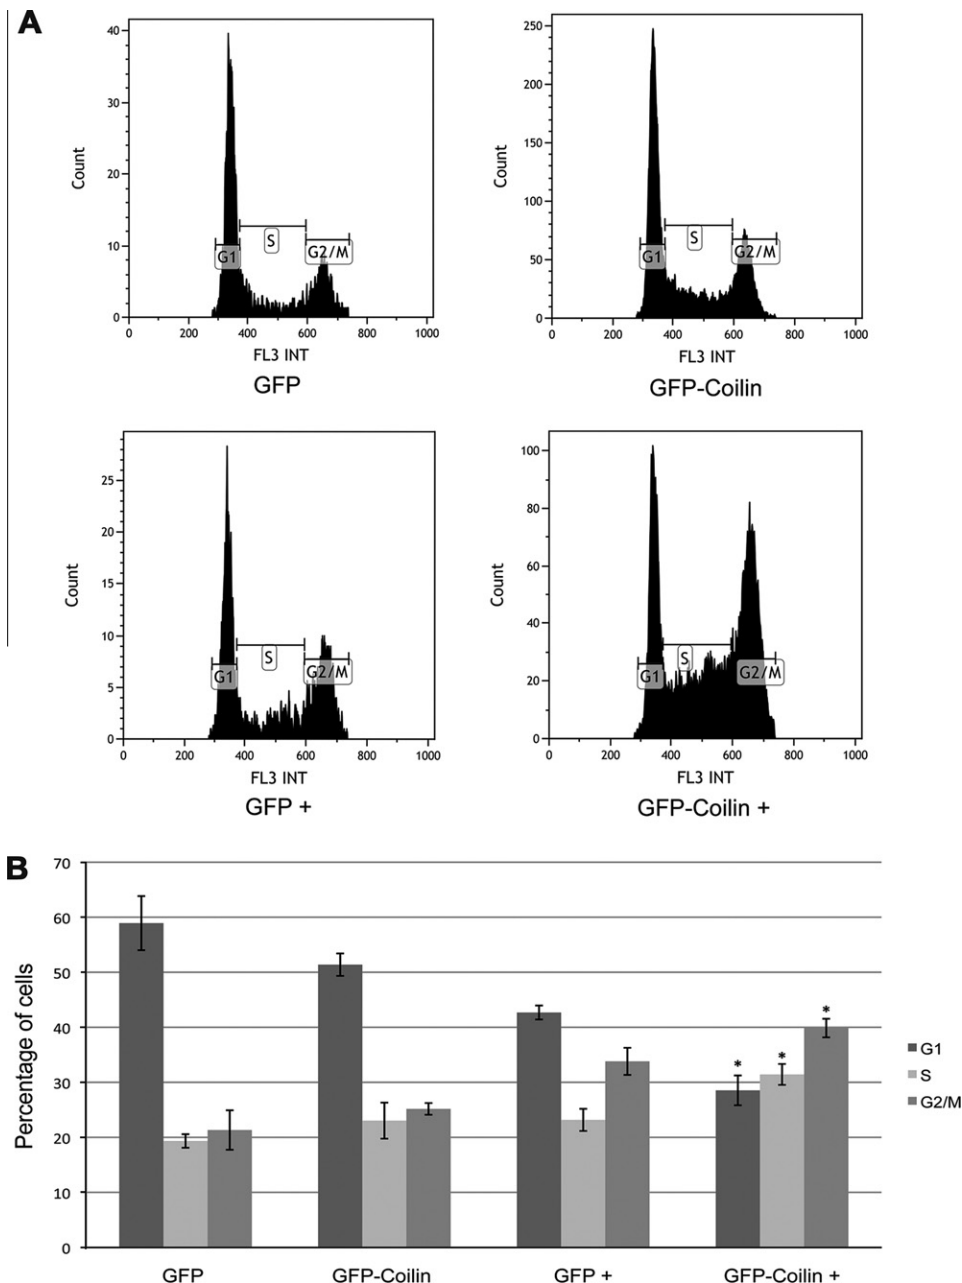 A
Count
40
30
20
10
0
G1
S
G2/M
0 200 400 600 800 1000
FL3 INT
GFP
Count
250
200
150
100
50
0
G1
S
G2/M
0 200 400 600 800 1000
FL3 INT
GFP-Coilin
Count
25
20
15
10
5
0
G1
S
G2/M
0 200 400 600 800 1000
FL3 INT
GFP +
Count
100
80
60
40
20
0
G1
S
G2/M
0 200 400 600 800 1000
FL3 INT
GFP-Coilin +
B
Percentage of cells
70
60
50
40
30
20
10
0
* * *
G1
S
G2/M
GFP GFP-Coilin GFP + GFP-Coilin +